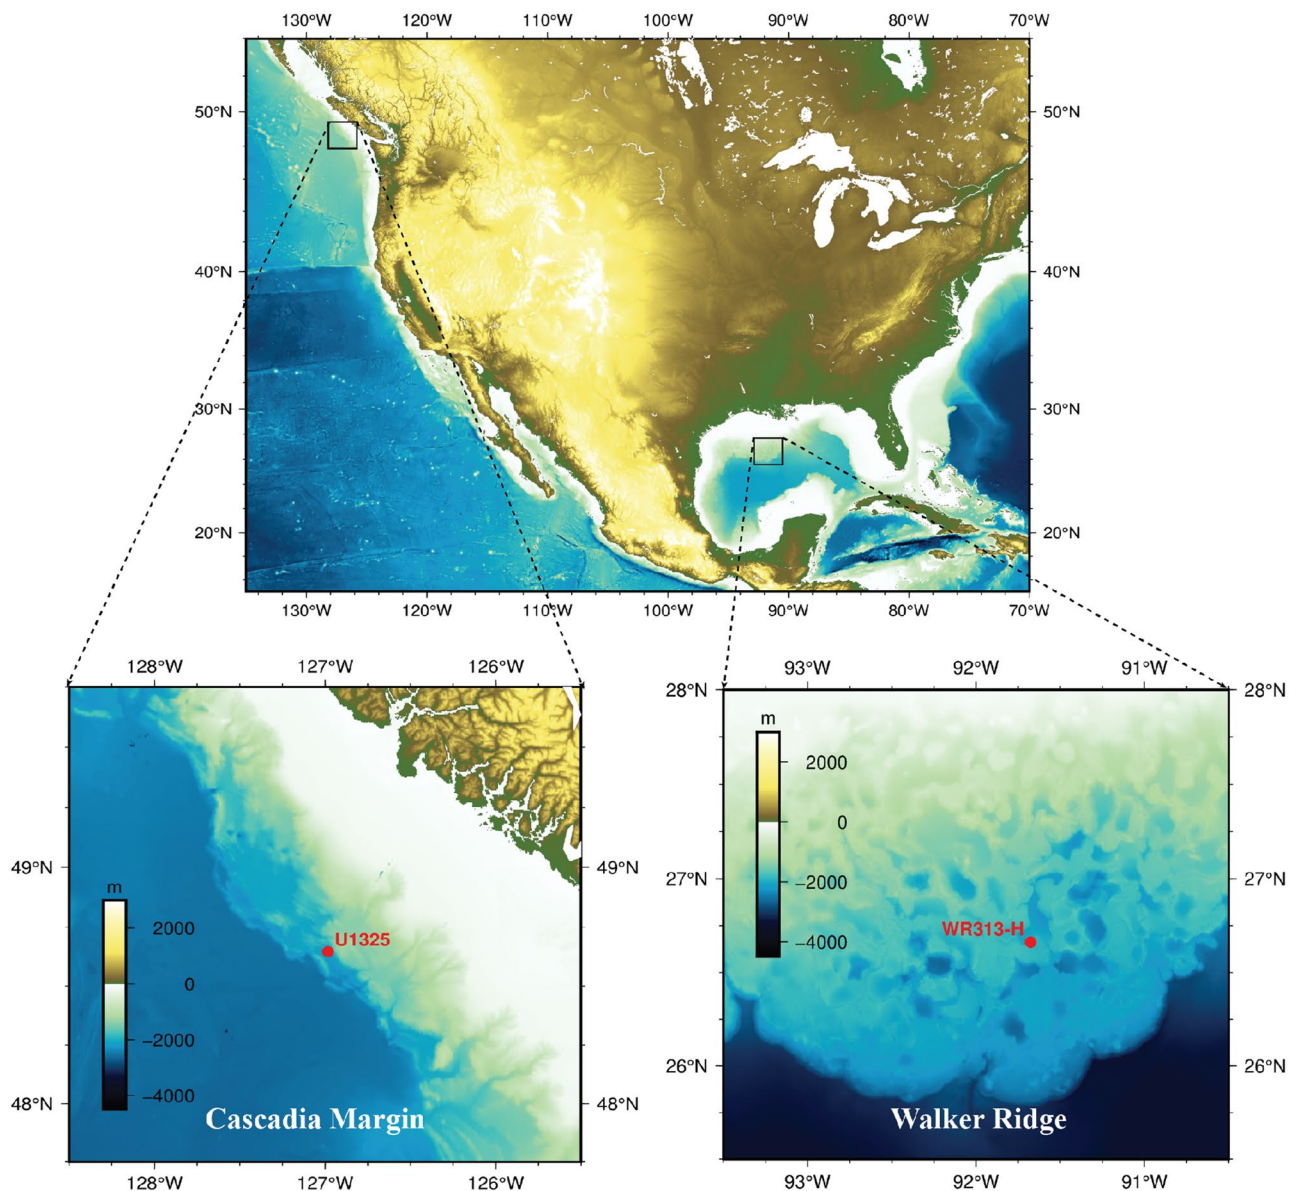 130°W 120°W 110°W 100°W 90°W 80°W 70°W
50°N 50°N
40°N 40°N
30°N 30°N
20°N 20°N
130°W 120°W 110°W 100°W 90°W 80°W 70°W
128°W 127°W 126°W
49°N 49°N
m
2000
0
−2000
−4000
U1325
48°N 48°N
Cascadia Margin
128°W 127°W 126°W
93°W 92°W 91°W
28°N 28°N
m
2000
0
−2000
−4000
27°N 27°N
WR313-H
26°N 26°N
Walker Ridge
93°W 92°W 91°W